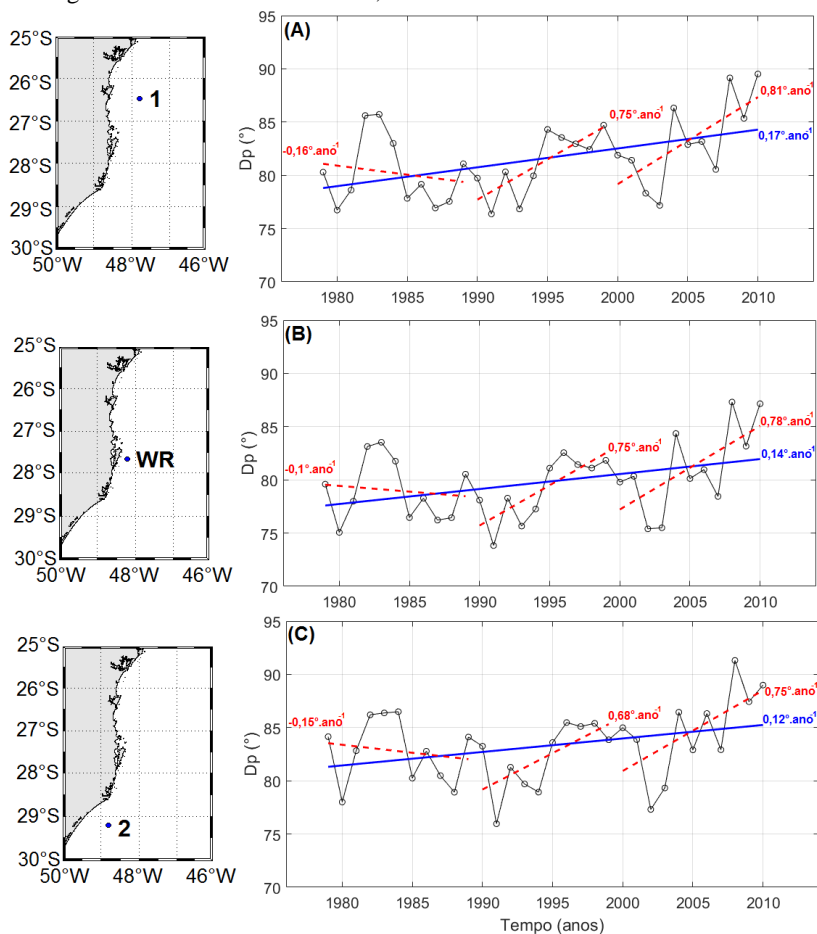 25°S
26°S
27°S
28°S
29°S
30°S
50°W 48°W 46°W
1
(A)
95
90
85
80
75
70
Dp (°)
-0,16°.ano-1
0,75°.ano-1
0,81°.ano-1
0,17°.ano-1
1980 1985 1990 1995 2000 2005 2010
25°S
26°S
27°S
28°S
29°S
30°S
50°W 48°W 46°W
WR
(B)
95
90
85
80
75
70
Dp (°)
-0,1°.ano-1
0,75°.ano-1
0,78°.ano-1
0,14°.ano-1
1980 1985 1990 1995 2000 2005 2010
25°S
26°S
27°S
28°S
29°S
30°S
50°W 48°W 46°W
2
(C)
95
90
85
80
75
70
Dp (°)
-0,15°.ano-1
0,68°.ano-1
0,75°.ano-1
0,12°.ano-1
1980 1985 1990 1995 2000 2005 2010
Tempo (anos)